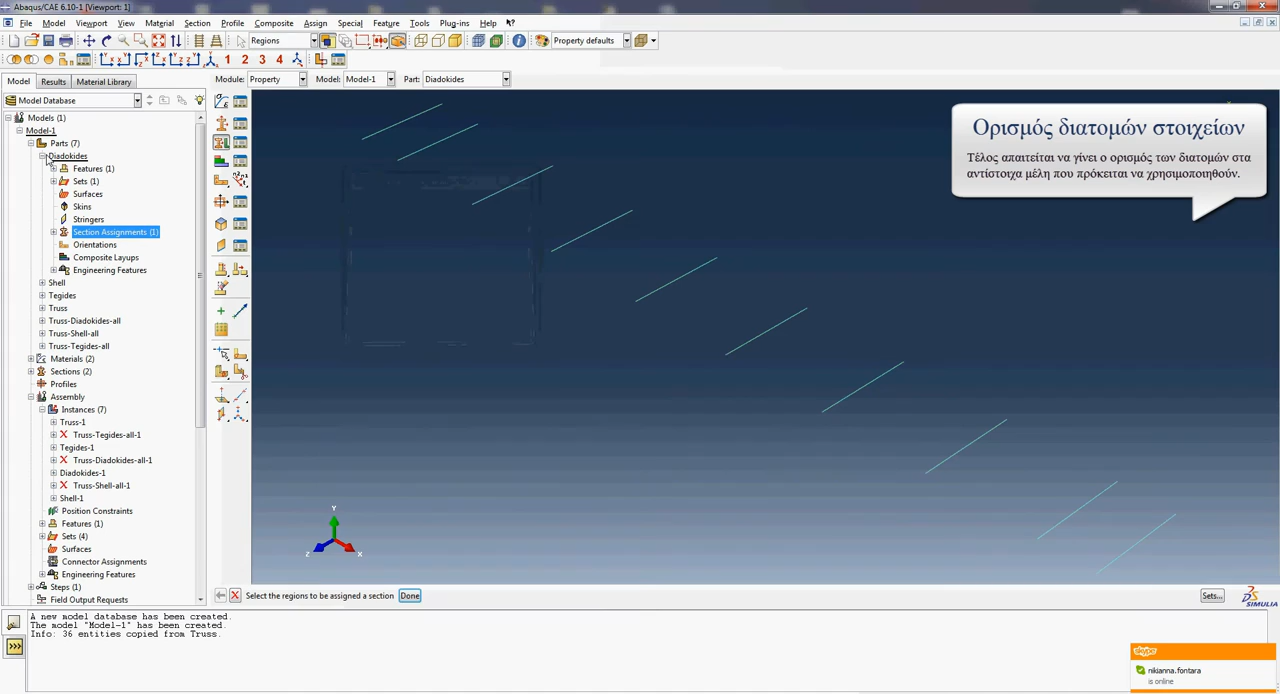 Abaqus/CAE 6.10-1 [Viewport: 1]
File Model Viewport View Material Section Profile Composite Assign Special Feature Tools Plug-ins Help
Regions Property defaults
1 2 3 4
Model Results Material Library Module: Property Model: Model-1 Part: Diadokides
Model Database
Models (1)
Model-1
Parts (7)
Diadokides
Features (1)
Sets (1)
Surfaces
Skins
Stringers
Section Assignments (1)
Orientations
Composite Layups
Engineering Features
Shell
Tegides
Truss
Truss-Diadokides-all
Truss-Shell-all
Truss-Tegides-all
Materials (2)
Sections (2)
Profiles
Assembly
Instances (7)
Truss-1
Truss-Tegides-all-1
Tegides-1
Truss-Diadokides-all-1
Diadokides-1
Truss-Shell-all-1
Shell-1
Position Constraints
Features (1)
Sets (4)
Surfaces
Connector Assignments
Engineering Features
Steps (1)
Field Output Requests
Ορισμός διατομών στοιχείων
Τέλος απαιτείται να γίνει ο ορισμός των διατομών στα
αντίστοιχα μέλη που πρόκειται να χρησιμοποιηθούν.
Y
Z X
Select the regions to be assigned a section Done Sets...
SIMULIA
A new model database has been created.
The model "Model-1" has been created.
Info: 36 entities copied from Truss.
skype
nikianna.fontara
is online